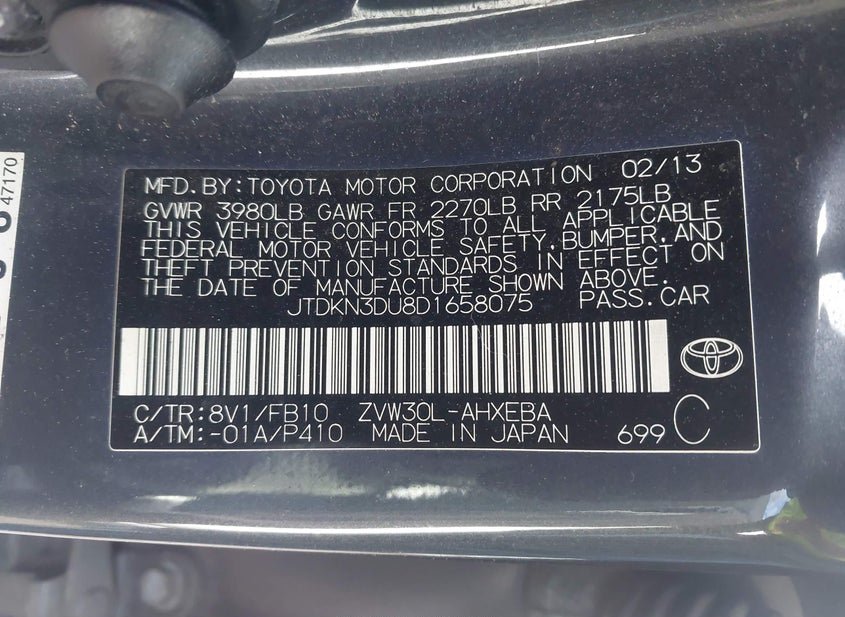 MFD. BY: TOYOTA MOTOR CORPORATION 02/13
GVWR 3980LB GAWR FR 2270LB RR 2175LB
THIS VEHICLE CONFORMS TO ALL APPLICABLE
FEDERAL MOTOR VEHICLE SAFETY, BUMPER, AND
THEFT PREVENTION STANDARDS IN EFFECT ON
THE DATE OF MANUFACTURE SHOWN ABOVE.
JTDKN3DU8D1658075 PASS. CAR
C/TR: 8V1/FB10 ZVW30L-AHXEBA
A/TM: -01A/P410 MADE IN JAPAN 699 C
47170